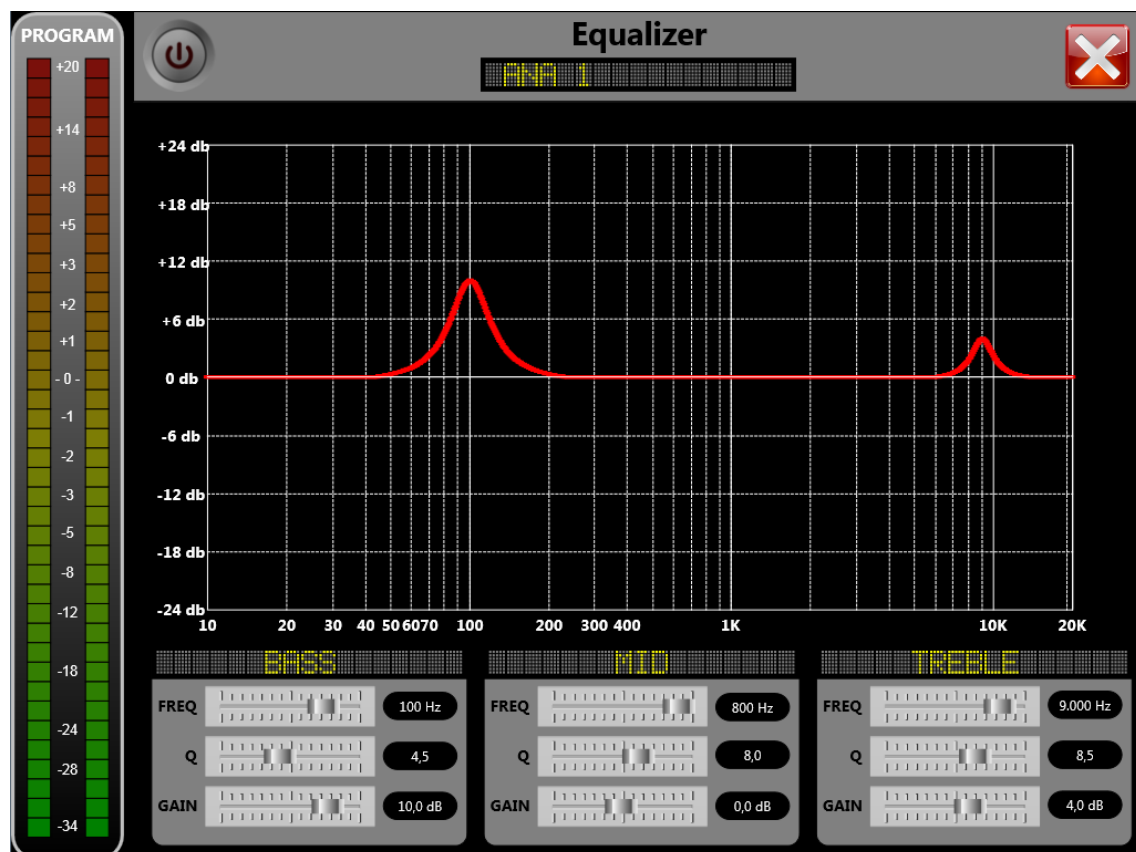 PROGRAM
+20
+14
+8
+5
+3
+2
+1
- 0 -
-1
-2
-3
-5
-8
-12
-18
-24
-28
-34
Equalizer
ANA 1
+24 db
+18 db
+12 db
+6 db
0 db
-6 db
-12 db
-18 db
-24 db
10 20 30 40 50 60 70 100 200 300 400 1K 10K 20K
BASS
FREQ 100 Hz
Q 4,5
GAIN 10,0 dB
MID
FREQ 800 Hz
Q 8,0
GAIN 0,0 dB
TREBLE
FREQ 9.000 Hz
Q 8,5
GAIN 4,0 dB